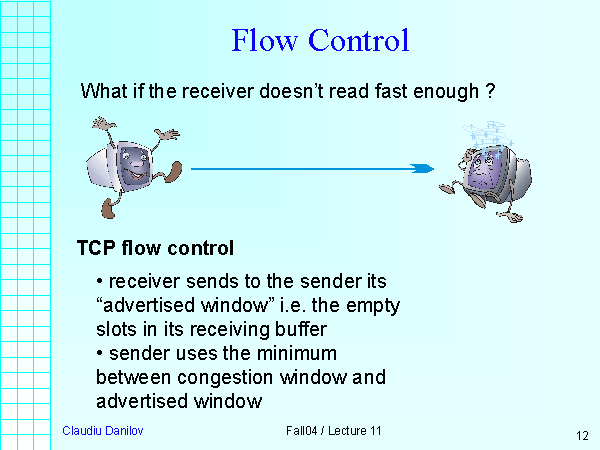 Flow Control
What if the receiver doesn’t read fast enough ?
TCP flow control
• receiver sends to the sender its
“advertised window” i.e. the empty
slots in its receiving buffer
• sender uses the minimum
between congestion window and
advertised window
Claudiu Danilov
Fall04 / Lecture 11
12